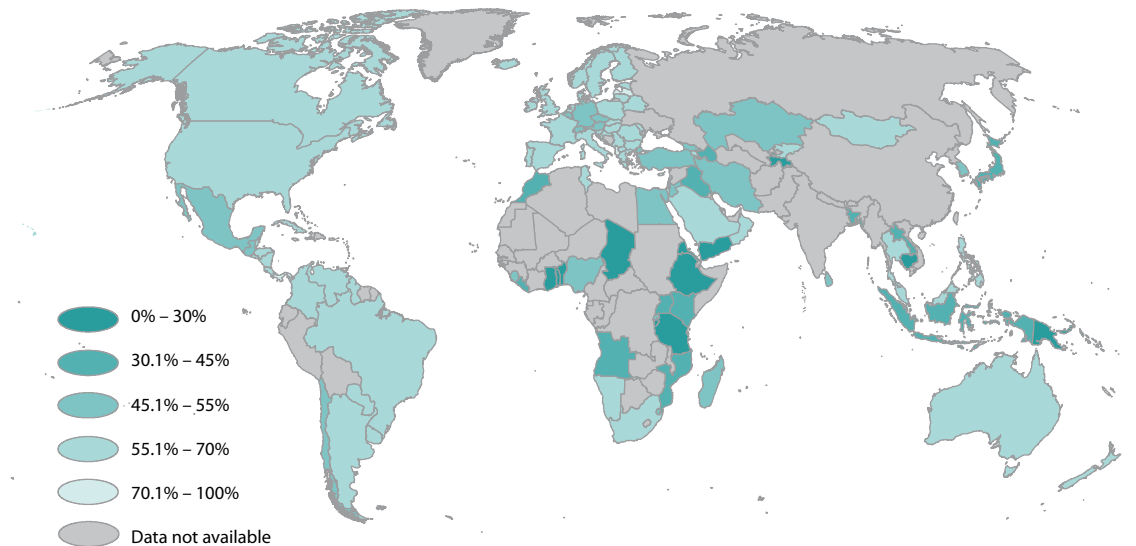 0% – 30%
30.1% – 45%
45.1% – 55%
55.1% – 70%
70.1% – 100%
Data not available